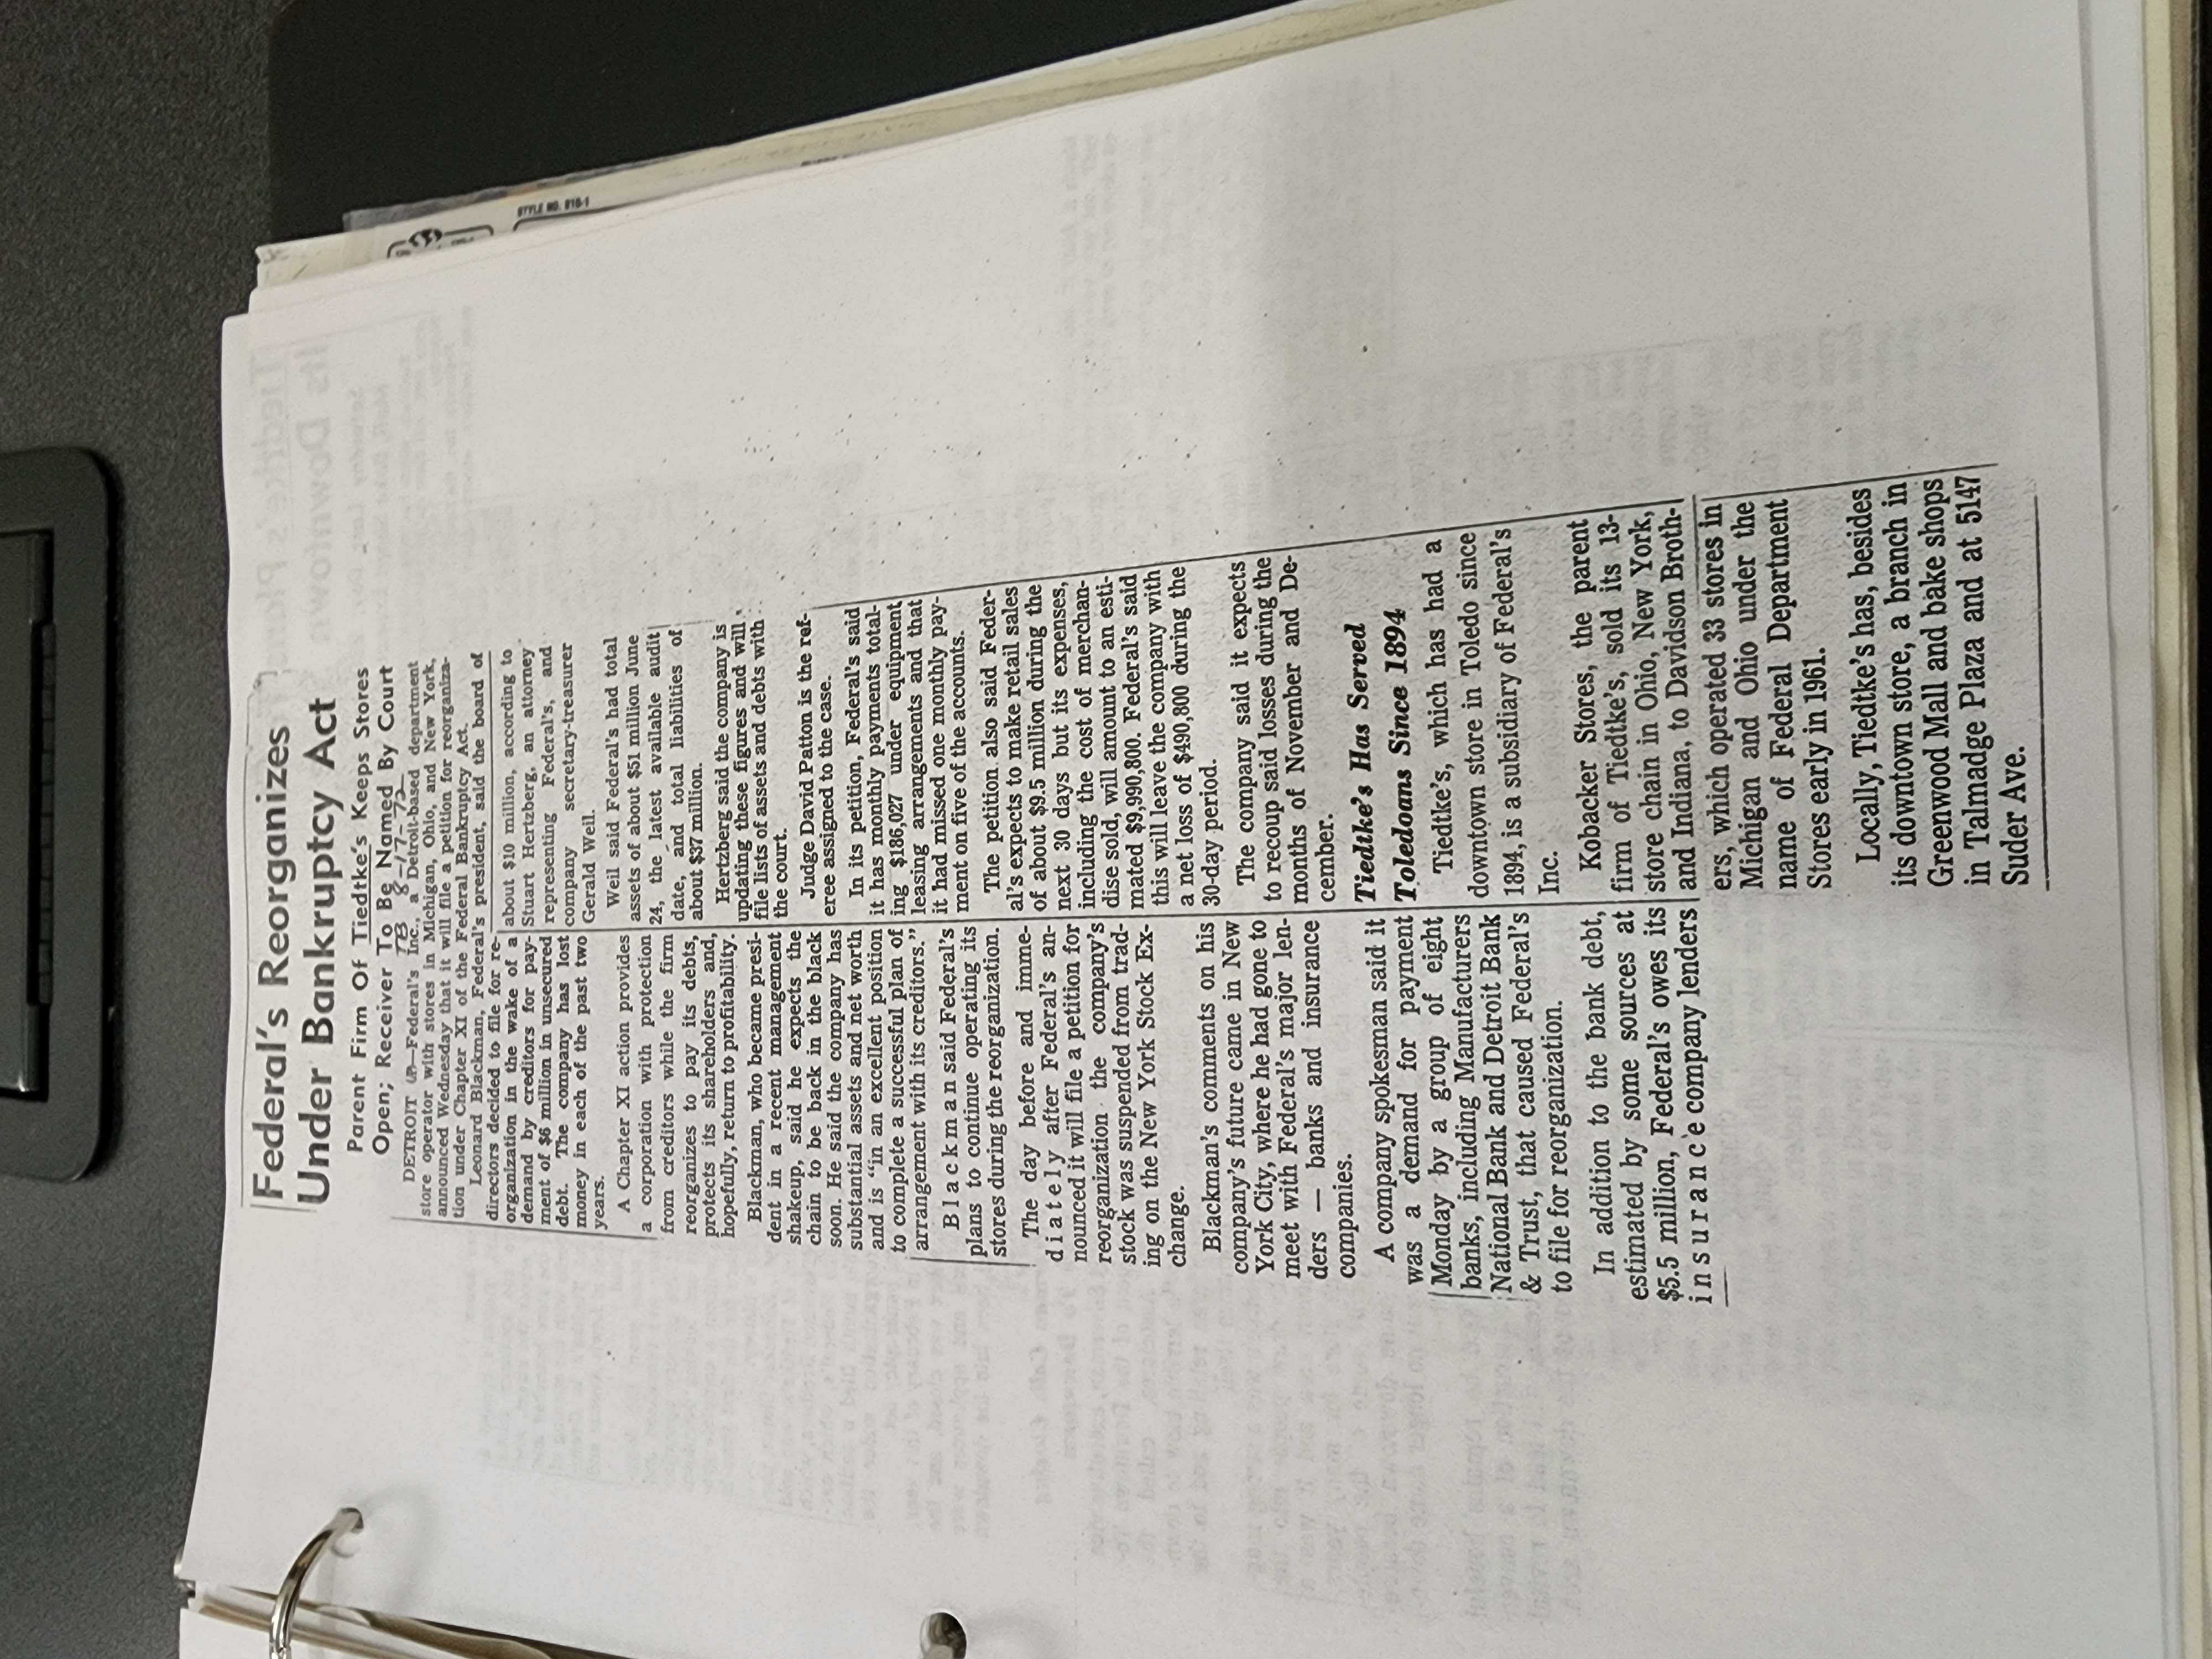 Federal's Reorganizes
Under Bankruptcy Act
Parent Firm Of Tiedtke's Keeps Stores
Open; Receiver To Be Named By Court
TB 8-17-72
DETROIT (AP)—Federal's Inc., a Detroit-based department
store operator with stores in Michigan, Ohio, and New York,
announced Wednesday that it will file a petition for reorganiza-
tion under Chapter XI of the Federal Bankruptcy Act.
Leonard Blackman, Federal's president, said the board of
directors decided to file for re-
organization in the wake of a
demand by creditors for pay-
ment of $6 million in unsecured
debt. The company has lost
money in each of the past two
years.
A Chapter XI action provides
a corporation with protection
from creditors while the firm
reorganizes to pay its debts,
protects its shareholders and,
hopefully, return to profitability.
Blackman, who became presi-
dent in a recent management
shakeup, said he expects the
chain to be back in the black
soon. He said the company has
substantial assets and net worth
and is "in an excellent position
to complete a successful plan of
arrangement with its creditors."
Blackman said Federal's
plans to continue operating its
stores during the reorganization.
The day before and imme-
diately after Federal's an-
nounced it will file a petition for
reorganization the company's
stock was suspended from trad-
ing on the New York Stock Ex-
change.
Blackman's comments on his
company's future came in New
York City, where he had gone to
meet with Federal's major len-
ders — banks and insurance
companies.
A company spokesman said it
was a demand for payment
Monday by a group of eight
banks, including Manufacturers
National Bank and Detroit Bank
& Trust, that caused Federal's
to file for reorganization.
In addition to the bank debt,
estimated by some sources at
$5.5 million, Federal's owes its
insurance company lenders
about $10 million, according to
Stuart Hertzberg, an attorney
representing Federal's, and
company secretary-treasurer
Gerald Weil.
Weil said Federal's had total
assets of about $51 million June
24, the latest available audit
date, and total liabilities of
about $37 million.
Hertzberg said the company is
updating these figures and will
file lists of assets and debts with
the court.
Judge David Patton is the ref-
eree assigned to the case.
In its petition, Federal's said
it has monthly payments total-
ing $186,027 under equipment
leasing arrangements and that
it had missed one monthly pay-
ment on five of the accounts.
The petition also said Feder-
al's expects to make retail sales
of about $9.5 million during the
next 30 days but its expenses,
including the cost of merchan-
dise sold, will amount to an esti-
mated $9,990,800. Federal's said
this will leave the company with
a net loss of $490,800 during the
30-day period.
The company said it expects
to recoup said losses during the
months of November and De-
cember.
Tiedtke's Has Served
Toledoans Since 1894
Tiedtke's, which has had a
downtown store in Toledo since
1894, is a subsidiary of Federal's
Inc.
Kobacker Stores, the parent
firm of Tiedtke's, sold its 13-
store chain in Ohio, New York,
and Indiana, to Davidson Broth-
ers, which operated 33 stores in
Michigan and Ohio under the
name of Federal Department
Stores early in 1961.
Locally, Tiedtke's has, besides
its downtown store, a branch in
Greenwood Mall and bake shops
in Talmadge Plaza and at 5147
Suder Ave.
STYLE NO. 818-1